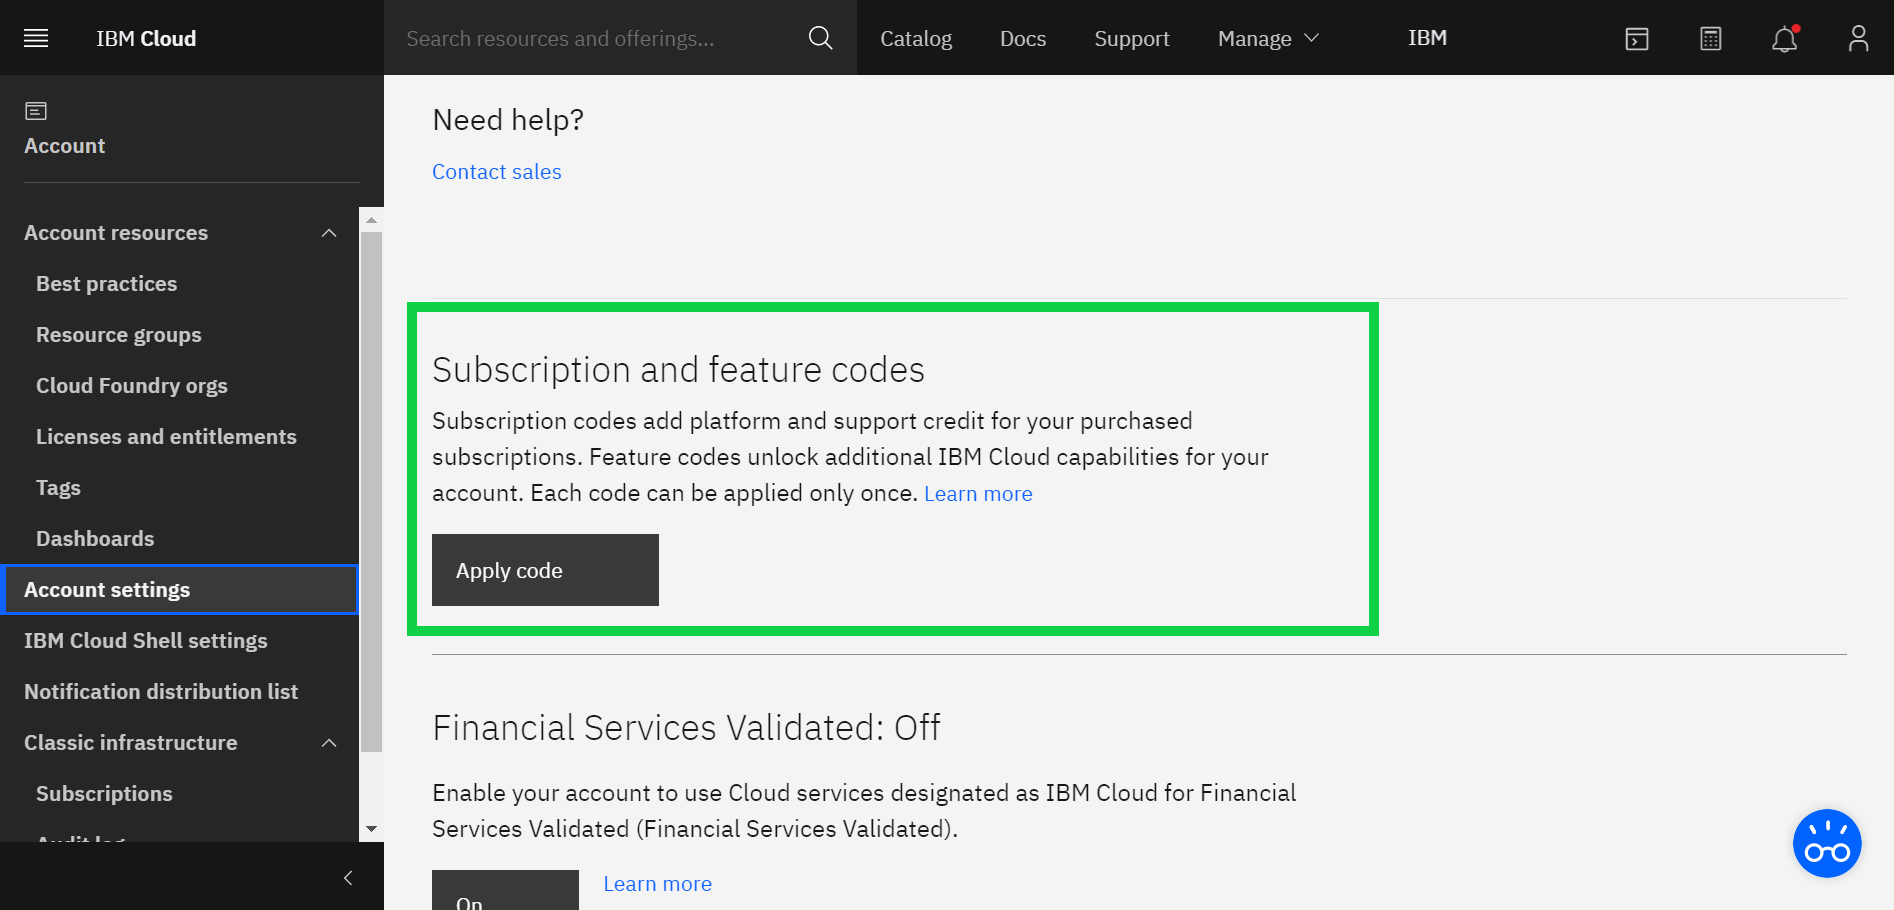 IBM Cloud
Search resources and offerings...
Catalog
Docs
Support
Manage
IBM
Account
Account resources
Best practices
Resource groups
Cloud Foundry orgs
Licenses and entitlements
Tags
Dashboards
Account settings
IBM Cloud Shell settings
Notification distribution list
Classic infrastructure
Subscriptions
Audit log
Need help?
Contact sales
Subscription and feature codes
Subscription codes add platform and support credit for your purchased
subscriptions. Feature codes unlock additional IBM Cloud capabilities for your
account. Each code can be applied only once. Learn more
Apply code
Financial Services Validated: Off
Enable your account to use Cloud services designated as IBM Cloud for Financial
Services Validated (Financial Services Validated).
On
Learn more